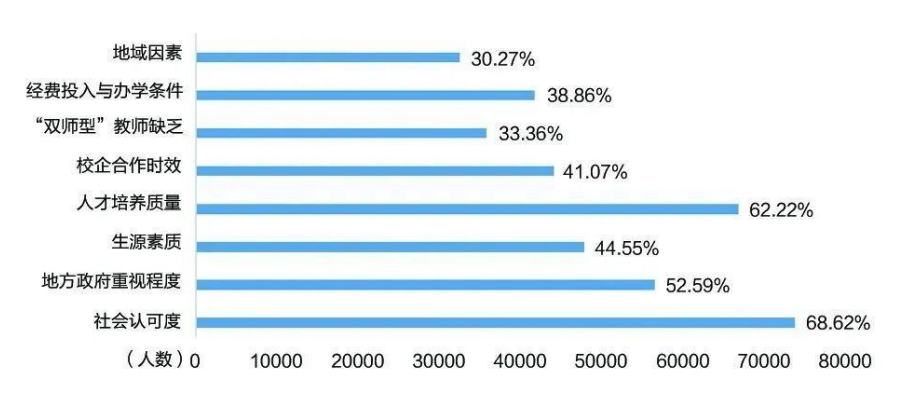 地域因素 30.27%
经费投入与办学条件 38.86%
“双师型”教师缺乏 33.36%
校企合作时效 41.07%
人才培养质量 62.22%
生源素质 44.55%
地方政府重视程度 52.59%
社会认可度 68.62%
（人数） 0 10000 20000 30000 40000 50000 60000 70000 80000